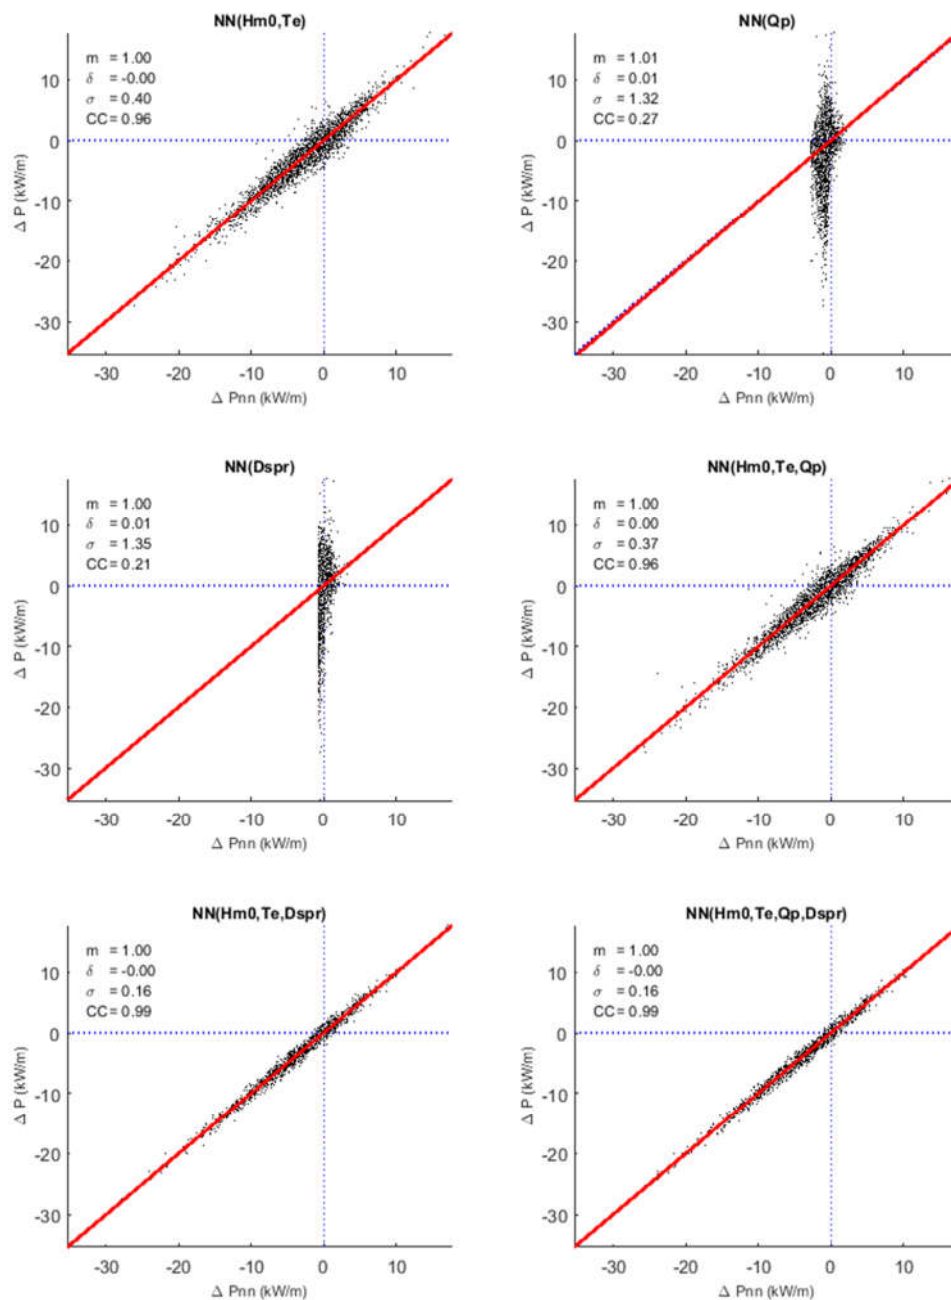 NN(Hm0,Te)
m = 1.00
δ = -0.00
σ = 0.40
CC = 0.96
10
0
-10
-20
-30
Δ P (kW/m)
-30 -20 -10 0 10
Δ Pnn (kW/m)
NN(Qp)
m = 1.01
δ = 0.01
σ = 1.32
CC = 0.27
10
0
-10
-20
-30
Δ P (kW/m)
-30 -20 -10 0 10
Δ Pnn (kW/m)
NN(Dspr)
m = 1.00
δ = 0.01
σ = 1.35
CC = 0.21
10
0
-10
-20
-30
Δ P (kW/m)
-30 -20 -10 0 10
Δ Pnn (kW/m)
NN(Hm0,Te,Qp)
m = 1.00
δ = 0.00
σ = 0.37
CC = 0.96
10
0
-10
-20
-30
Δ P (kW/m)
-30 -20 -10 0 10
Δ Pnn (kW/m)
NN(Hm0,Te,Dspr)
m = 1.00
δ = -0.00
σ = 0.16
CC = 0.99
10
0
-10
-20
-30
Δ P (kW/m)
-30 -20 -10 0 10
Δ Pnn (kW/m)
NN(Hm0,Te,Qp,Dspr)
m = 1.00
δ = -0.00
σ = 0.16
CC = 0.99
10
0
-10
-20
-30
Δ P (kW/m)
-30 -20 -10 0 10
Δ Pnn (kW/m)